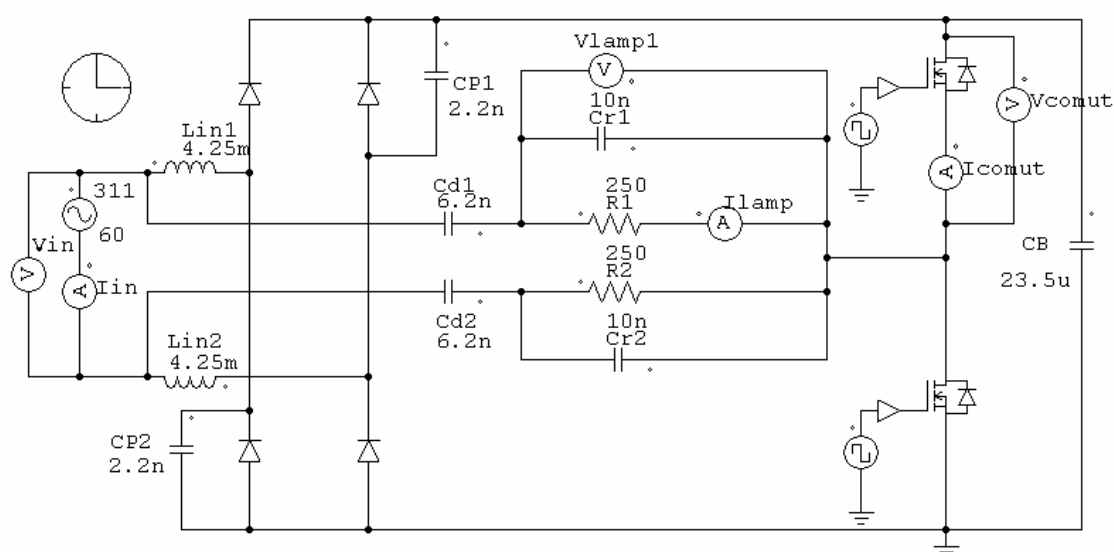 Vlamp1
V
CP1
2.2n
10n
Cr1
V
Vcomut
Lin1
4.25m
A
Icomut
311
Cd1
6.2n
250
R1
Ilamp
A
60
Vin
V
A
Iin
250
R2
CB
23.5u
Cd2
6.2n
10n
Cr2
Lin2
4.25m
CP2
2.2n